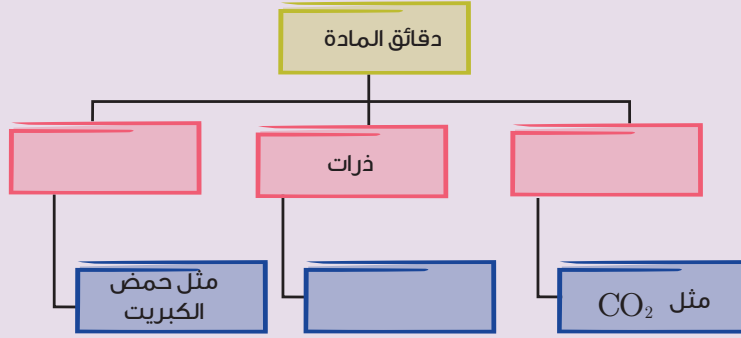 دقائق المادة
ذرات
مثل CO₂
مثل حمض
الكبريت